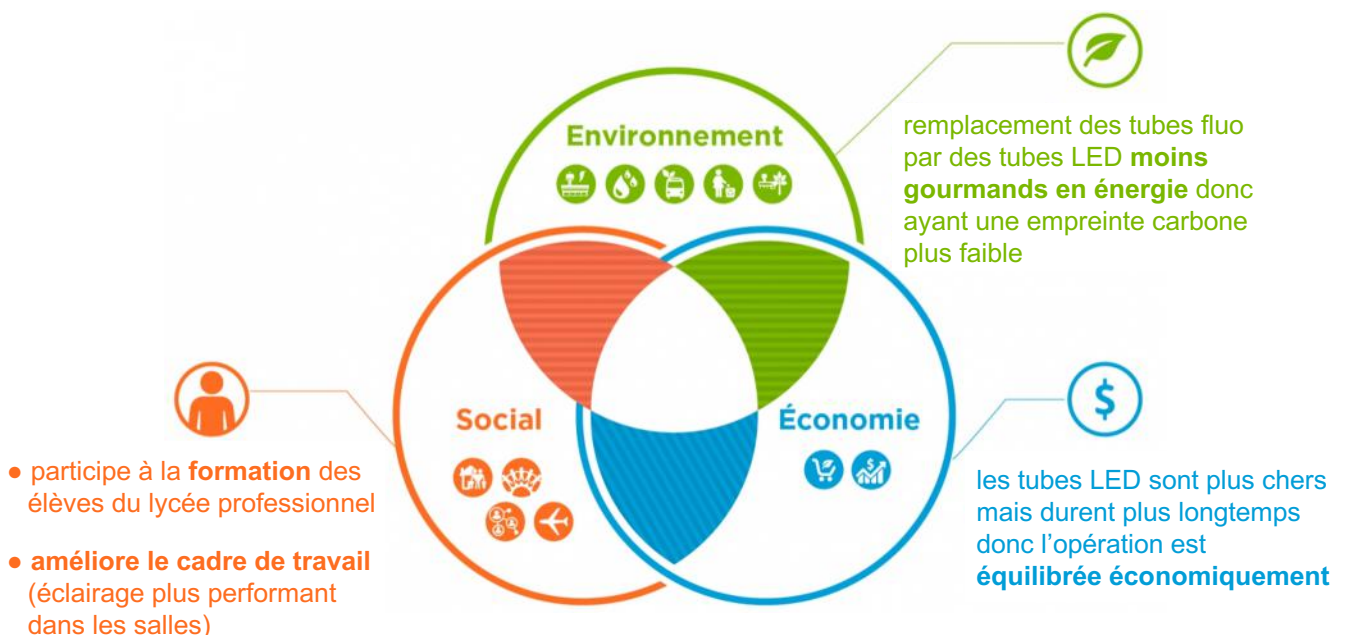 Environnement
remplacement des tubes fluo
par des tubes LED moins
gourmands en énergie donc
ayant une empreinte carbone
plus faible
Social
● participe à la formation des
élèves du lycée professionnel
● améliore le cadre de travail
(éclairage plus performant
dans les salles)
Économie
$
les tubes LED sont plus chers
mais durent plus longtemps
donc l’opération est
équilibrée économiquement